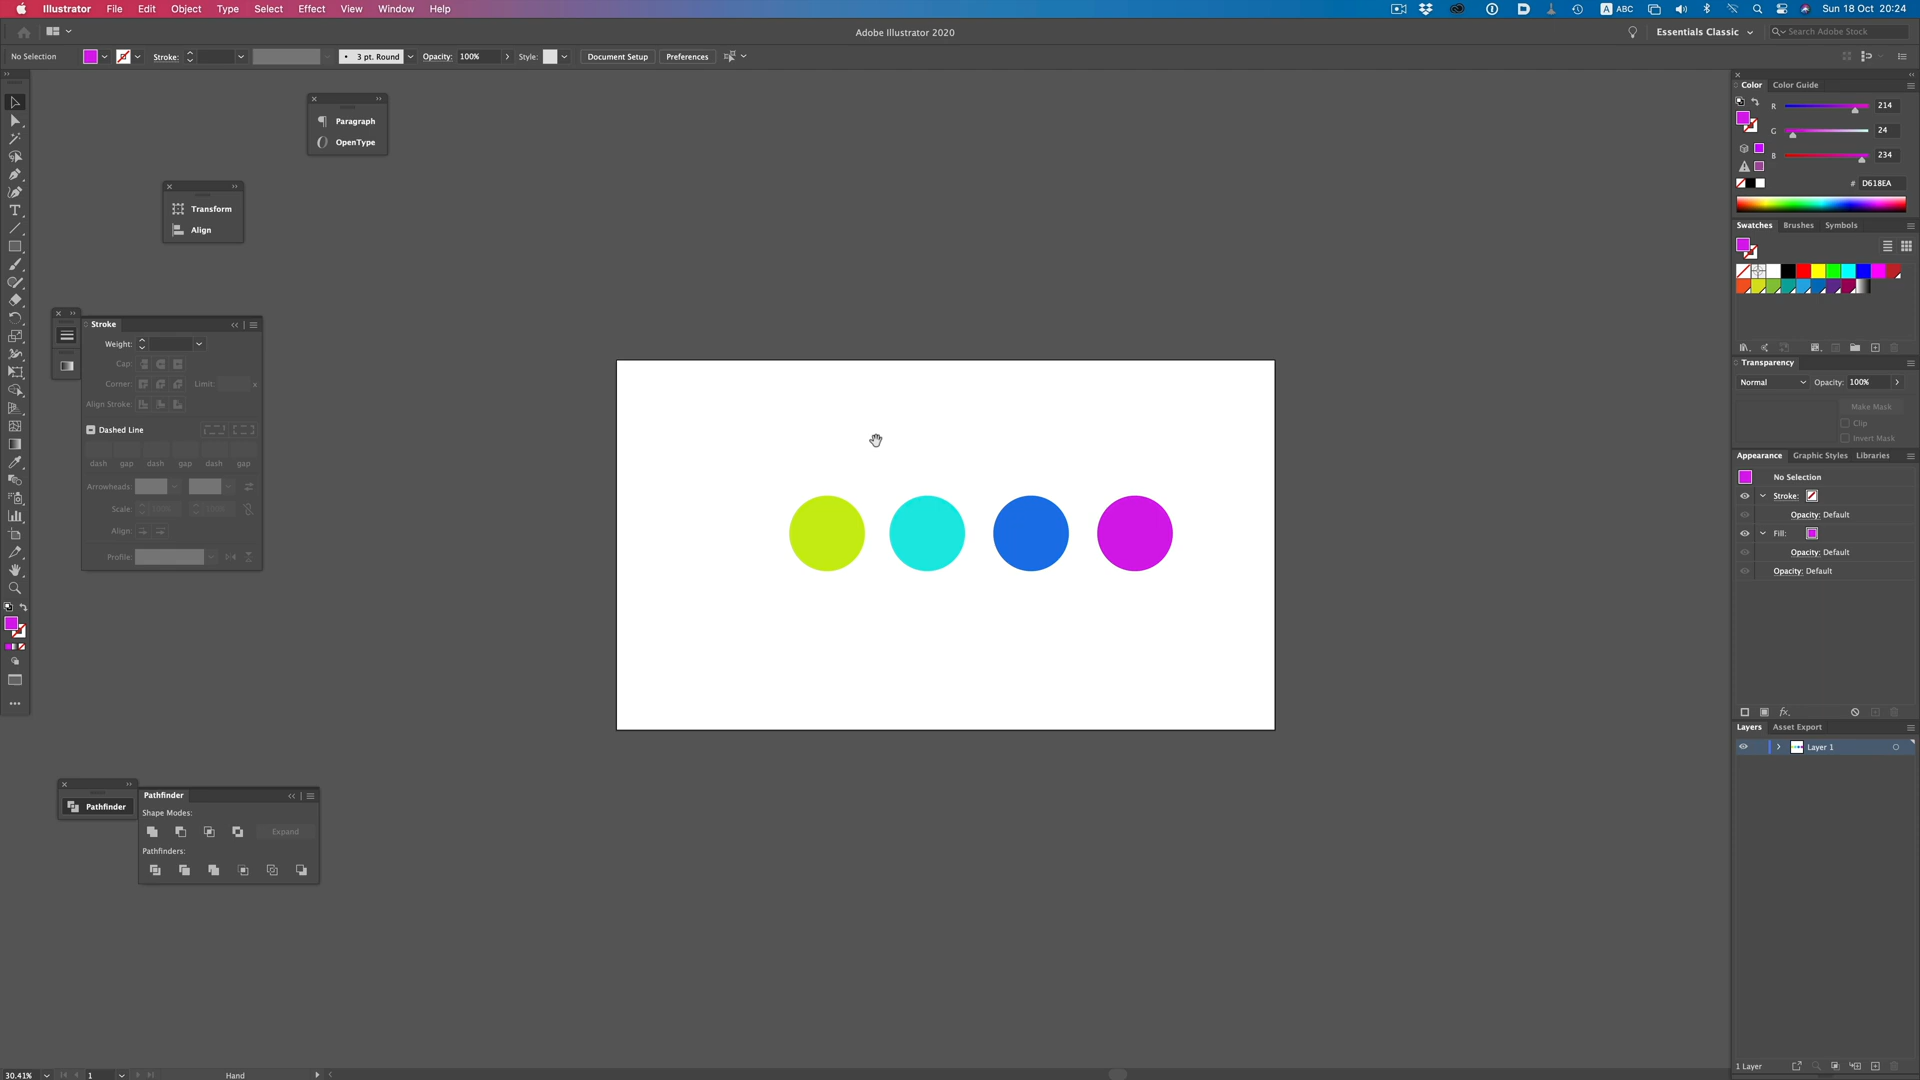 Illustrator File Edit Object Type Select Effect View Window Help
A ABC Sun 18 Oct 20:24
Adobe Illustrator 2020
Essentials Classic
Search Adobe Stock
No Selection
Stroke:
3 pt. Round
Opacity: 100%
Style:
Document Setup
Preferences
Paragraph
OpenType
Transform
Align
Stroke
Weight:
Cap:
Corner:
Limit:
x
Align Stroke:
Dashed Line
dash gap dash gap dash gap
Arrowheads:
Scale: 100% 100%
Align:
Profile:
Pathfinder
Pathfinder
Shape Modes:
Expand
Pathfinders:
Color Color Guide
R 214
G 24
B 234
# D618EA
Swatches Brushes Symbols
Transparency
Normal Opacity: 100%
Make Mask
Clip
Invert Mask
Appearance Graphic Styles Libraries
No Selection
Stroke:
Opacity: Default
Fill:
Opacity: Default
Opacity: Default
fx.
Layers Asset Export
Layer 1
1 Layer
30.41% 1 Hand